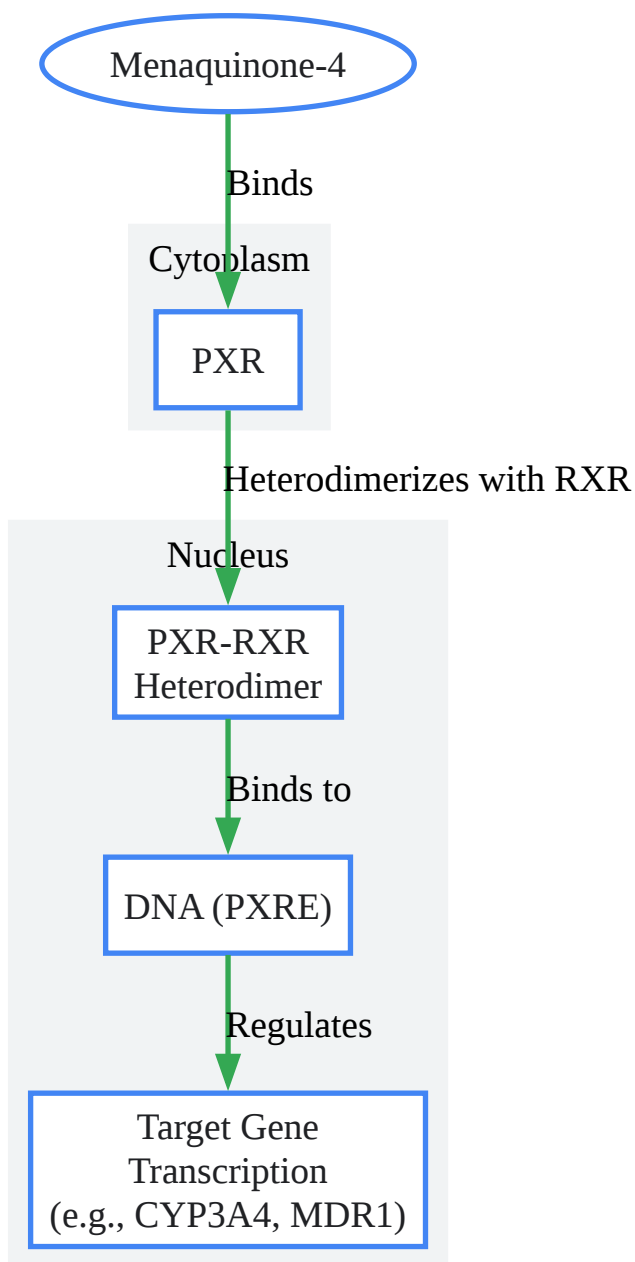 Menaquinone-4
Binds
Cytoplasm
PXR
Heterodimerizes with RXR
Nucleus
PXR-RXR
Heterodimer
Binds to
DNA (PXRE)
Regulates
Target Gene
Transcription
(e.g., CYP3A4, MDR1)